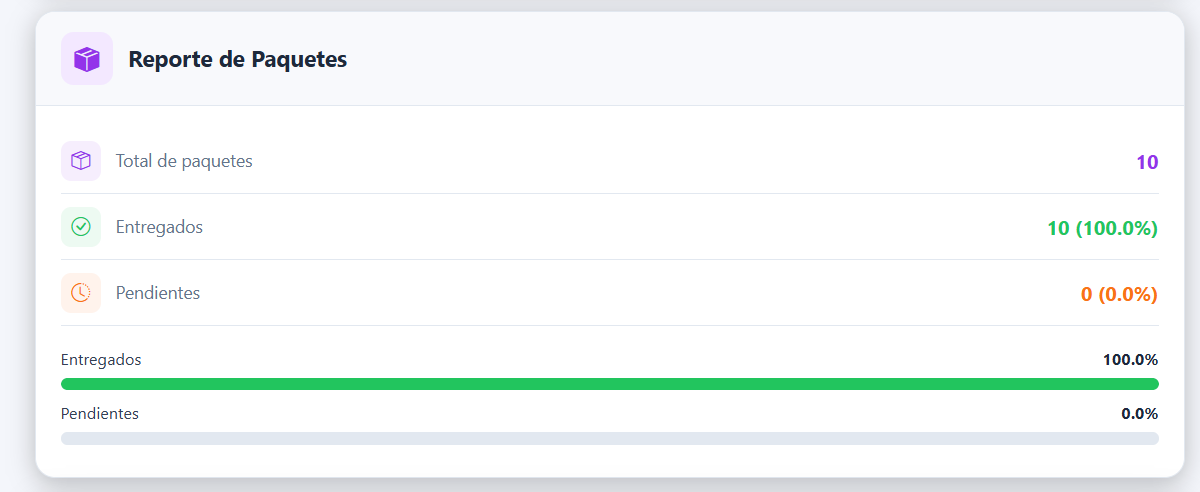 Reporte de Paquetes
Total de paquetes 10
Entregados 10 (100.0%)
Pendientes 0 (0.0%)
Entregados 100.0%
Pendientes 0.0%